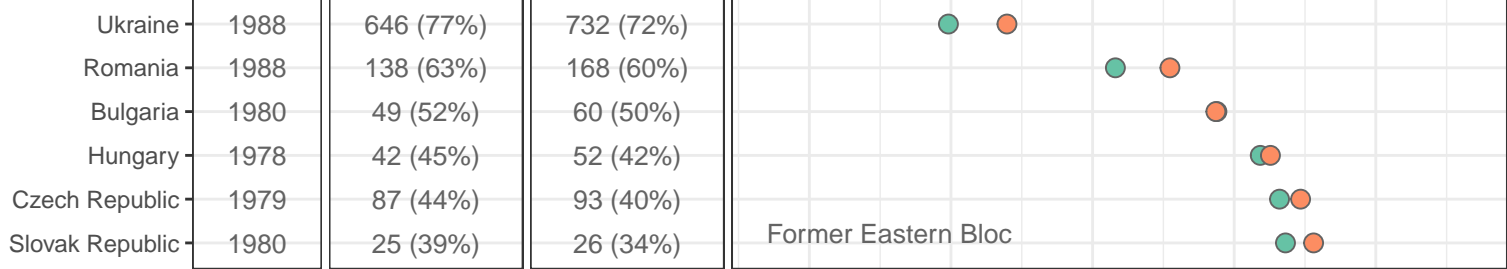 Ukraine 1988 646 (77%) 732 (72%)
Romania 1988 138 (63%) 168 (60%)
Bulgaria 1980 49 (52%) 60 (50%)
Hungary 1978 42 (45%) 52 (42%)
Czech Republic 1979 87 (44%) 93 (40%)
Slovak Republic 1980 25 (39%) 26 (34%) Former Eastern Bloc